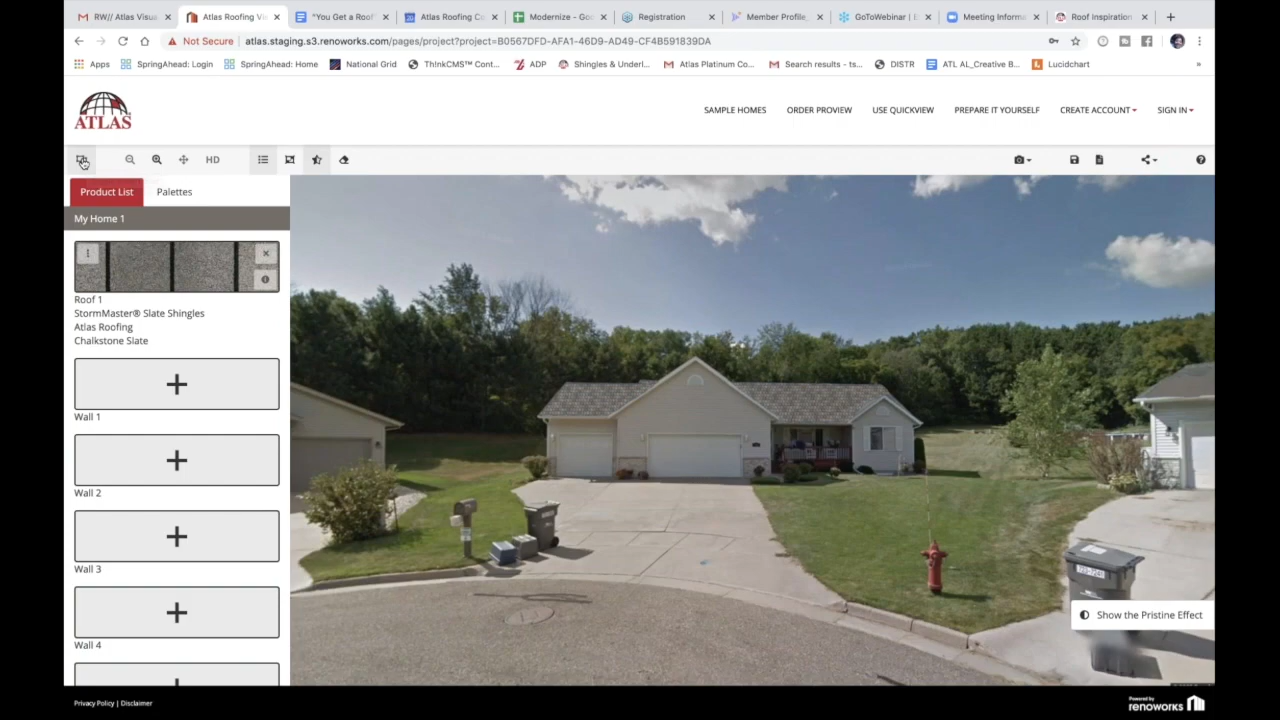 RW// Atlas Visua
Atlas Roofing Vis
"You Get a Roof"
Atlas Roofing Ca
Modernize - Goo
Registration
Member Profile,
GoToWebinar |
Meeting Informa
Roof Inspiration
Not Secure | atlas.staging.s3.renoworks.com/pages/project?project=B0567DFD-AFA1-46D9-AD49-CF4B591839DA
Apps
SpringAhead: Login
SpringAhead: Home
National Grid
Th!nkCMS™ Cont...
ADP
Shingles & Underl...
Atlas Platinum Co...
Search results - ts...
DISTR
ATL AL_Creative B...
Lucidchart
»
ATLAS
SAMPLE HOMES
ORDER PROVIEW
USE QUICKVIEW
PREPARE IT YOURSELF
CREATE ACCOUNT
SIGN IN
HD
Product List
Palettes
My Home 1
Roof 1
StormMaster® Slate Shingles
Atlas Roofing
Chalkstone Slate
Wall 1
Wall 2
Wall 3
Wall 4
Show the Pristine Effect
Privacy Policy | Disclaimer
Powered by
renoworks